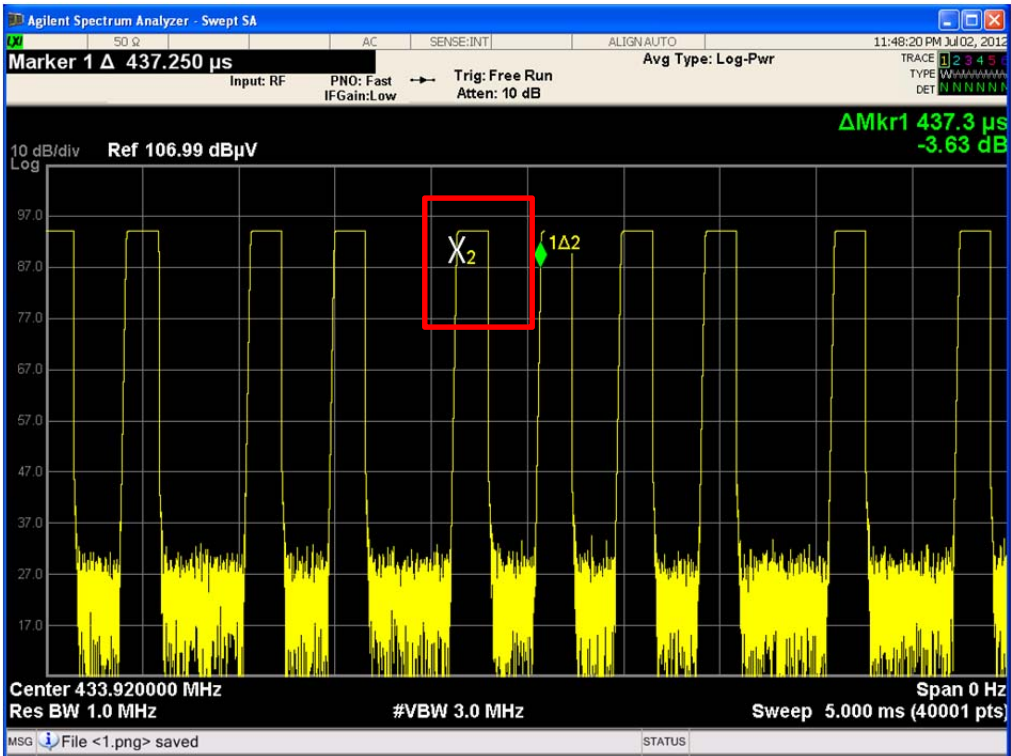 Agilent Spectrum Analyzer - Swept SA
LXI 50 Ω AC SENSE:INT ALIGN AUTO 11:48:20 PM Jul 02, 2012
Marker 1 Δ 437.250 µs
Avg Type: Log-Pwr
TRACE 1 2 3 4 5 6
Input: RF PNO: Fast Trig: Free Run
TYPE
IFGain:Low Atten: 10 dB
DET N N N N N N
ΔMkr1 437.3 µs
10 dB/div Ref 106.99 dBµV -3.63 dB
Log
97.0
X2 1Δ2
87.0
77.0
67.0
57.0
47.0
37.0
27.0
17.0
Center 433.920000 MHz Span 0 Hz
Res BW 1.0 MHz #VBW 3.0 MHz Sweep 5.000 ms (40001 pts)
MSG File <1.png> saved STATUS